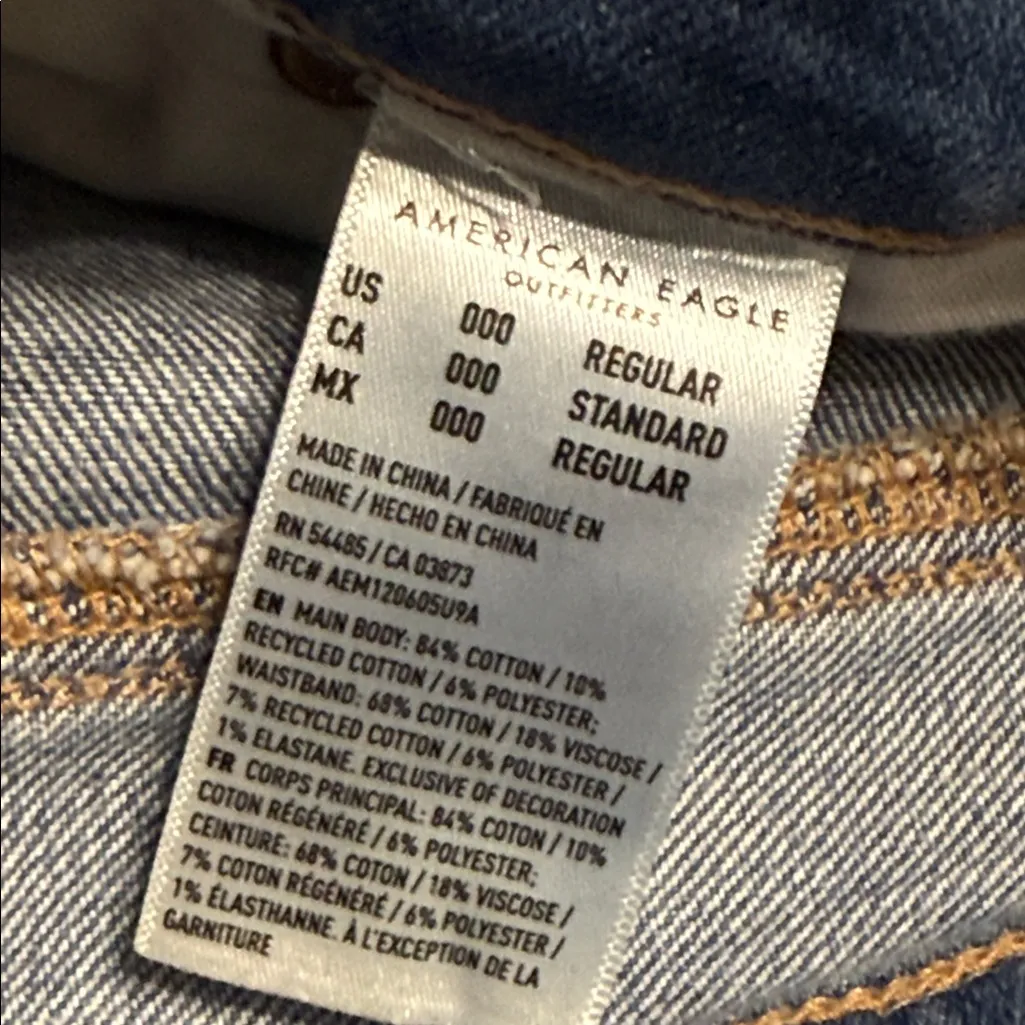 AMERICAN EAGLE
OUTFITTERS
US 000 REGULAR
CA 000 STANDARD
MX 000 REGULAR
MADE IN CHINA / FABRIQUÉ EN
CHINE / HECHO EN CHINA
RN 54485 / CA 03873
RFC# AEM120605U9A
EN MAIN BODY: 84% COTTON / 10%
RECYCLED COTTON / 6% POLYESTER;
WAISTBAND: 68% COTTON / 18% VISCOSE /
7% RECYCLED COTTON / 6% POLYESTER /
1% ELASTANE. EXCLUSIVE OF DECORATION
FR CORPS PRINCIPAL: 84% COTON / 10%
COTON RÉGÉNÉRÉ / 6% POLYESTER;
CEINTURE: 68% COTON / 18% VISCOSE /
7% COTON RÉGÉNÉRÉ / 6% POLYESTER /
1% ÉLASTHANNE. À L'EXCEPTION DE LA
GARNITURE